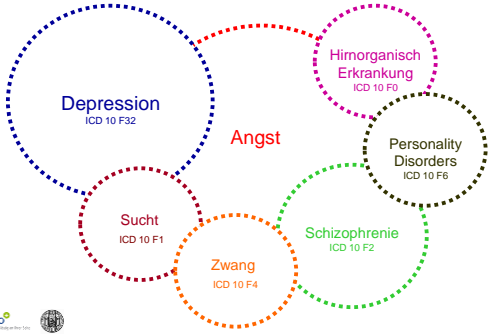 Hirnorganisch
Erkrankung
ICD 10 F0
Depression
ICD 10 F32
Angst
Personality
Disorders
ICD 10 F6
Sucht
ICD 10 F1
Schizophrenie
ICD 10 F2
Zwang
ICD 10 F4